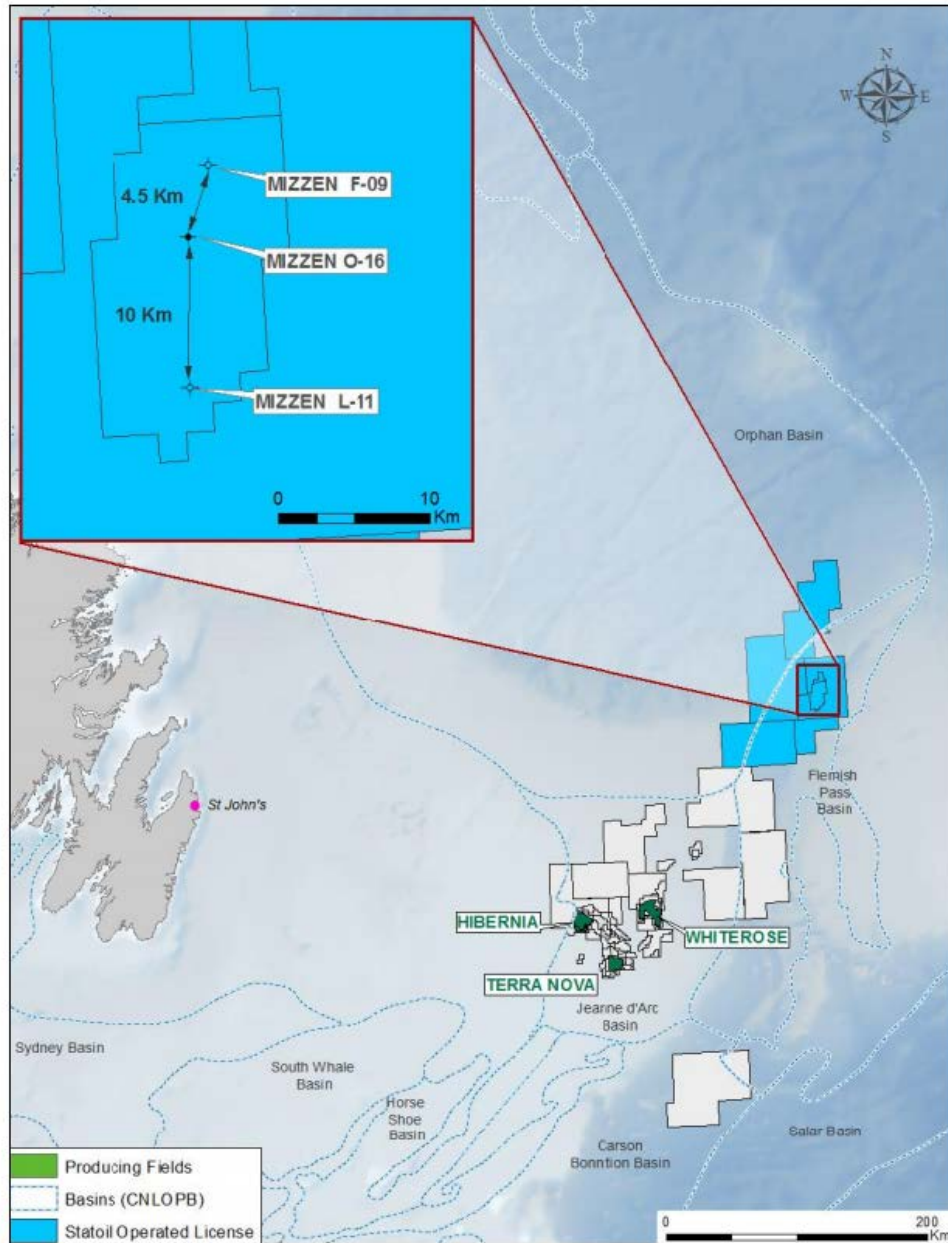 N
W
E
S
MIZZEN F-09
4.5 Km
MIZZEN O-16
10 Km
MIZZEN L-11
0
10
Km
Orphan Basin
Flemish
Pass
Basin
St John's
HIBERNIA
WHITEROSE
TERRA NOVA
Jeanne d'Arc
Basin
Sydney Basin
South Whale
Basin
Horse
Shoe
Basin
Carson
Bonntion Basin
Salar Basin
Producing Fields
Basins (CNLOPB)
Statoil Operated License
0
200
Km